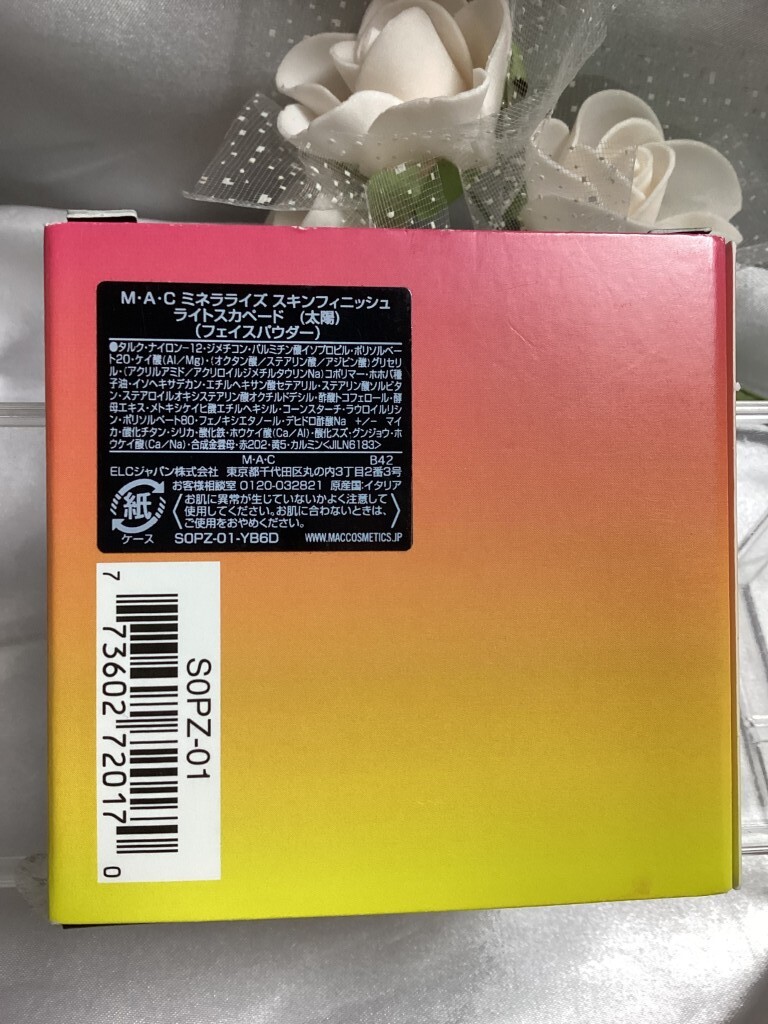 M・A・C ミネラライズ スキンフィニッシュ
ライトスカペード (太陽)
(フェイスパウダー)
●タルク・ナイロン-12・ジメチコン・パルミチン酸イソプロピル・ポリソルベー
ト20・ケイ酸(Al/Mg)・(オクタン酸/ステアリン酸/アジピン酸)グリセリ
ル・(アクリルアミド/アクリロイルジメチルタウリンNa)コポリマー・ホホバ種
子油・イソヘキサデカン・エチルヘキサン酸セテアリル・ステアリン酸ソルビタ
ン・ステアロイルオキシステアリン酸オクチルドデシル・酢酸トコフェロール・酵
母エキス・メトキシケイヒ酸エチルヘキシル・コーンスターチ・ラウロイルリシ
ン・ポリソルベート80・フェノキシエタノール・デヒドロ酢酸Na +/- マイ
カ・酸化チタン・シリカ・酸化鉄・ホウケイ酸(Ca/Al)・酸化スズ・グンジョウ・ホ
ウケイ酸(Ca/Na)・合成金雲母・赤202・黄5・カルミン<JILN6183>
M・A・C B42
ELCジャパン株式会社 東京都千代田区丸の内3丁目2番3号
お客様相談室 0120-032821 原産国:イタリア
お肌に異常が生じていないかよく注意して
使用してください。お肌に合わないときは、
ご使用をおやめください。
紙
ケース S0PZ-01-YB6D WWW.MACCOSMETICS.JP
S0PZ-01
7 73602 72017 0